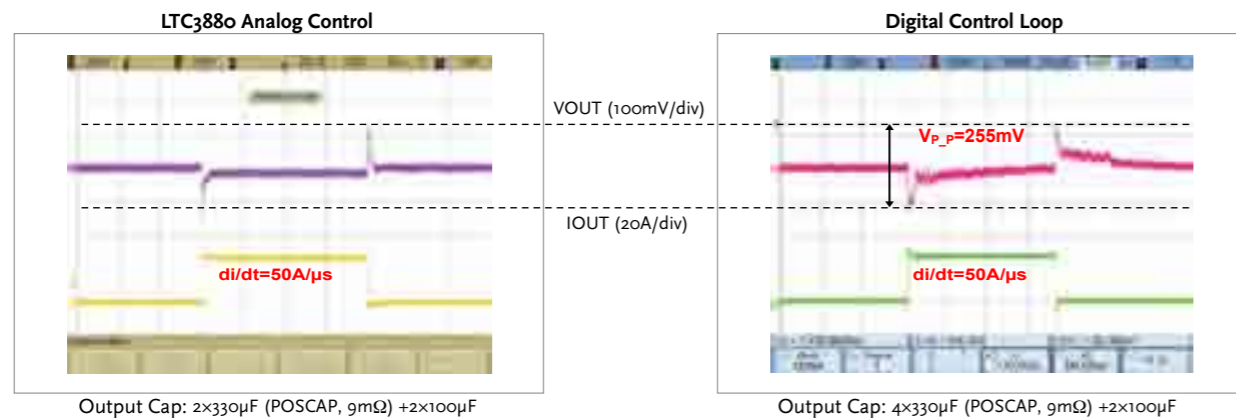 LTC3880 Analog Control
Digital Control Loop
VOUT (100mV/div)
VP_P=255mV
IOUT (20A/div)
di/dt=50A/µs
di/dt=50A/µs
Output Cap: 2×330µF (POSCAP, 9mΩ) +2×100µF
Output Cap: 4×330µF (POSCAP, 9mΩ) +2×100µF